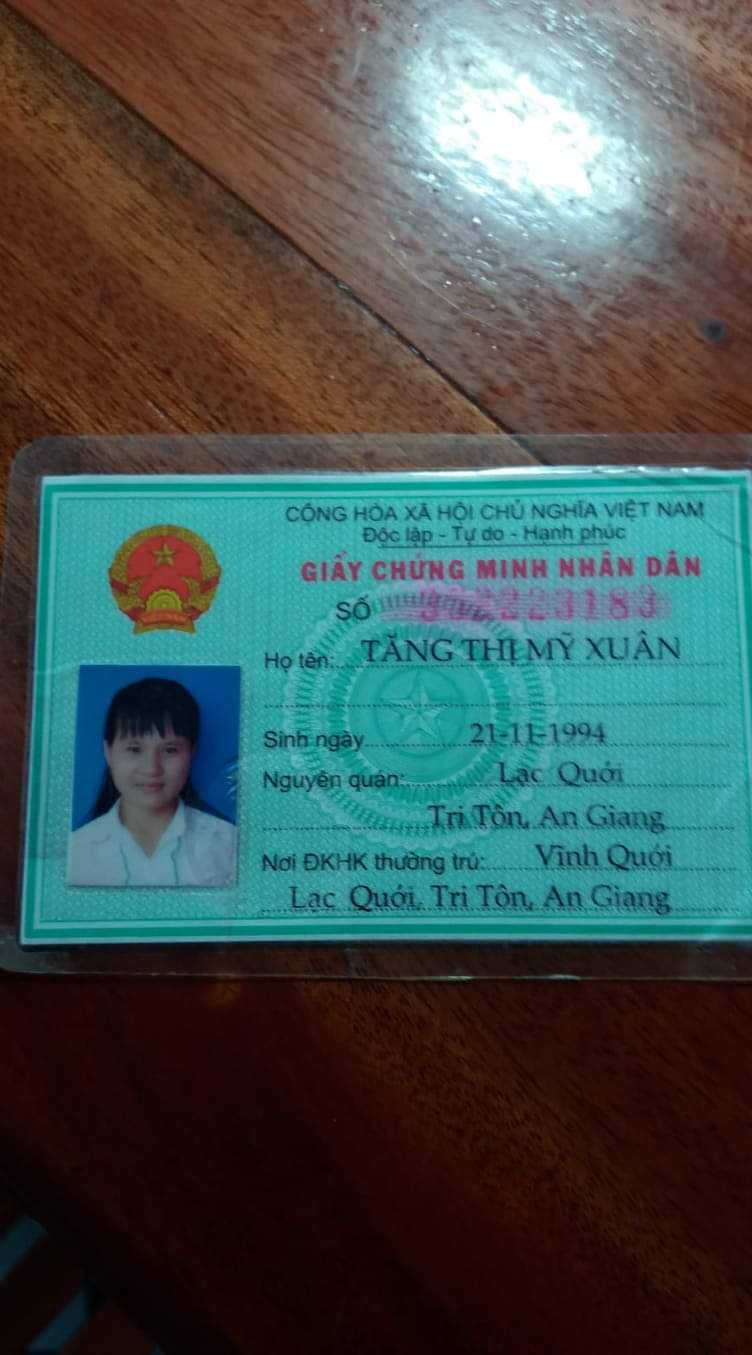 CỘNG HÒA XÃ HỘI CHỦ NGHĨA VIỆT NAM
Độc lập - Tự do - Hạnh phúc
GIẤY CHỨNG MINH NHÂN DÂN
SỐ
Họ tên: TĂNG THỊ MỸ XUÂN
Sinh ngày 21-11-1994
Nguyên quán: Lạc Quới
Tri Tôn, An Giang
Nơi ĐKHK thường trú: Vĩnh Quới
Lạc Quới, Tri Tôn, An Giang